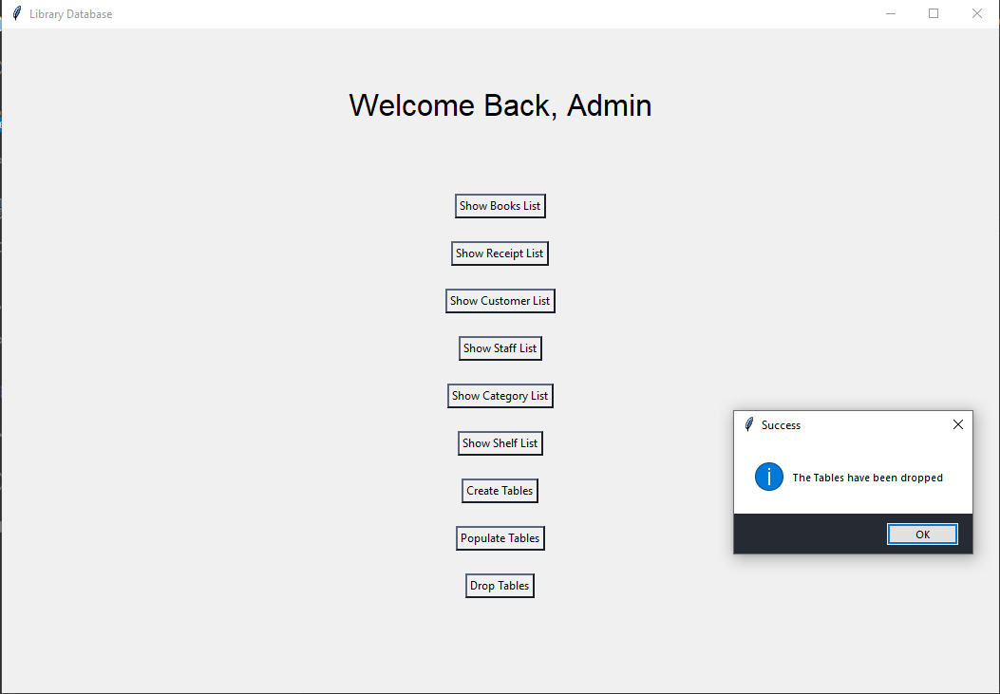 Library Database
Welcome Back, Admin
Show Books List
Show Receipt List
Show Customer List
Show Staff List
Show Category List
Show Shelf List
Create Tables
Populate Tables
Drop Tables
Success
The Tables have been dropped
OK